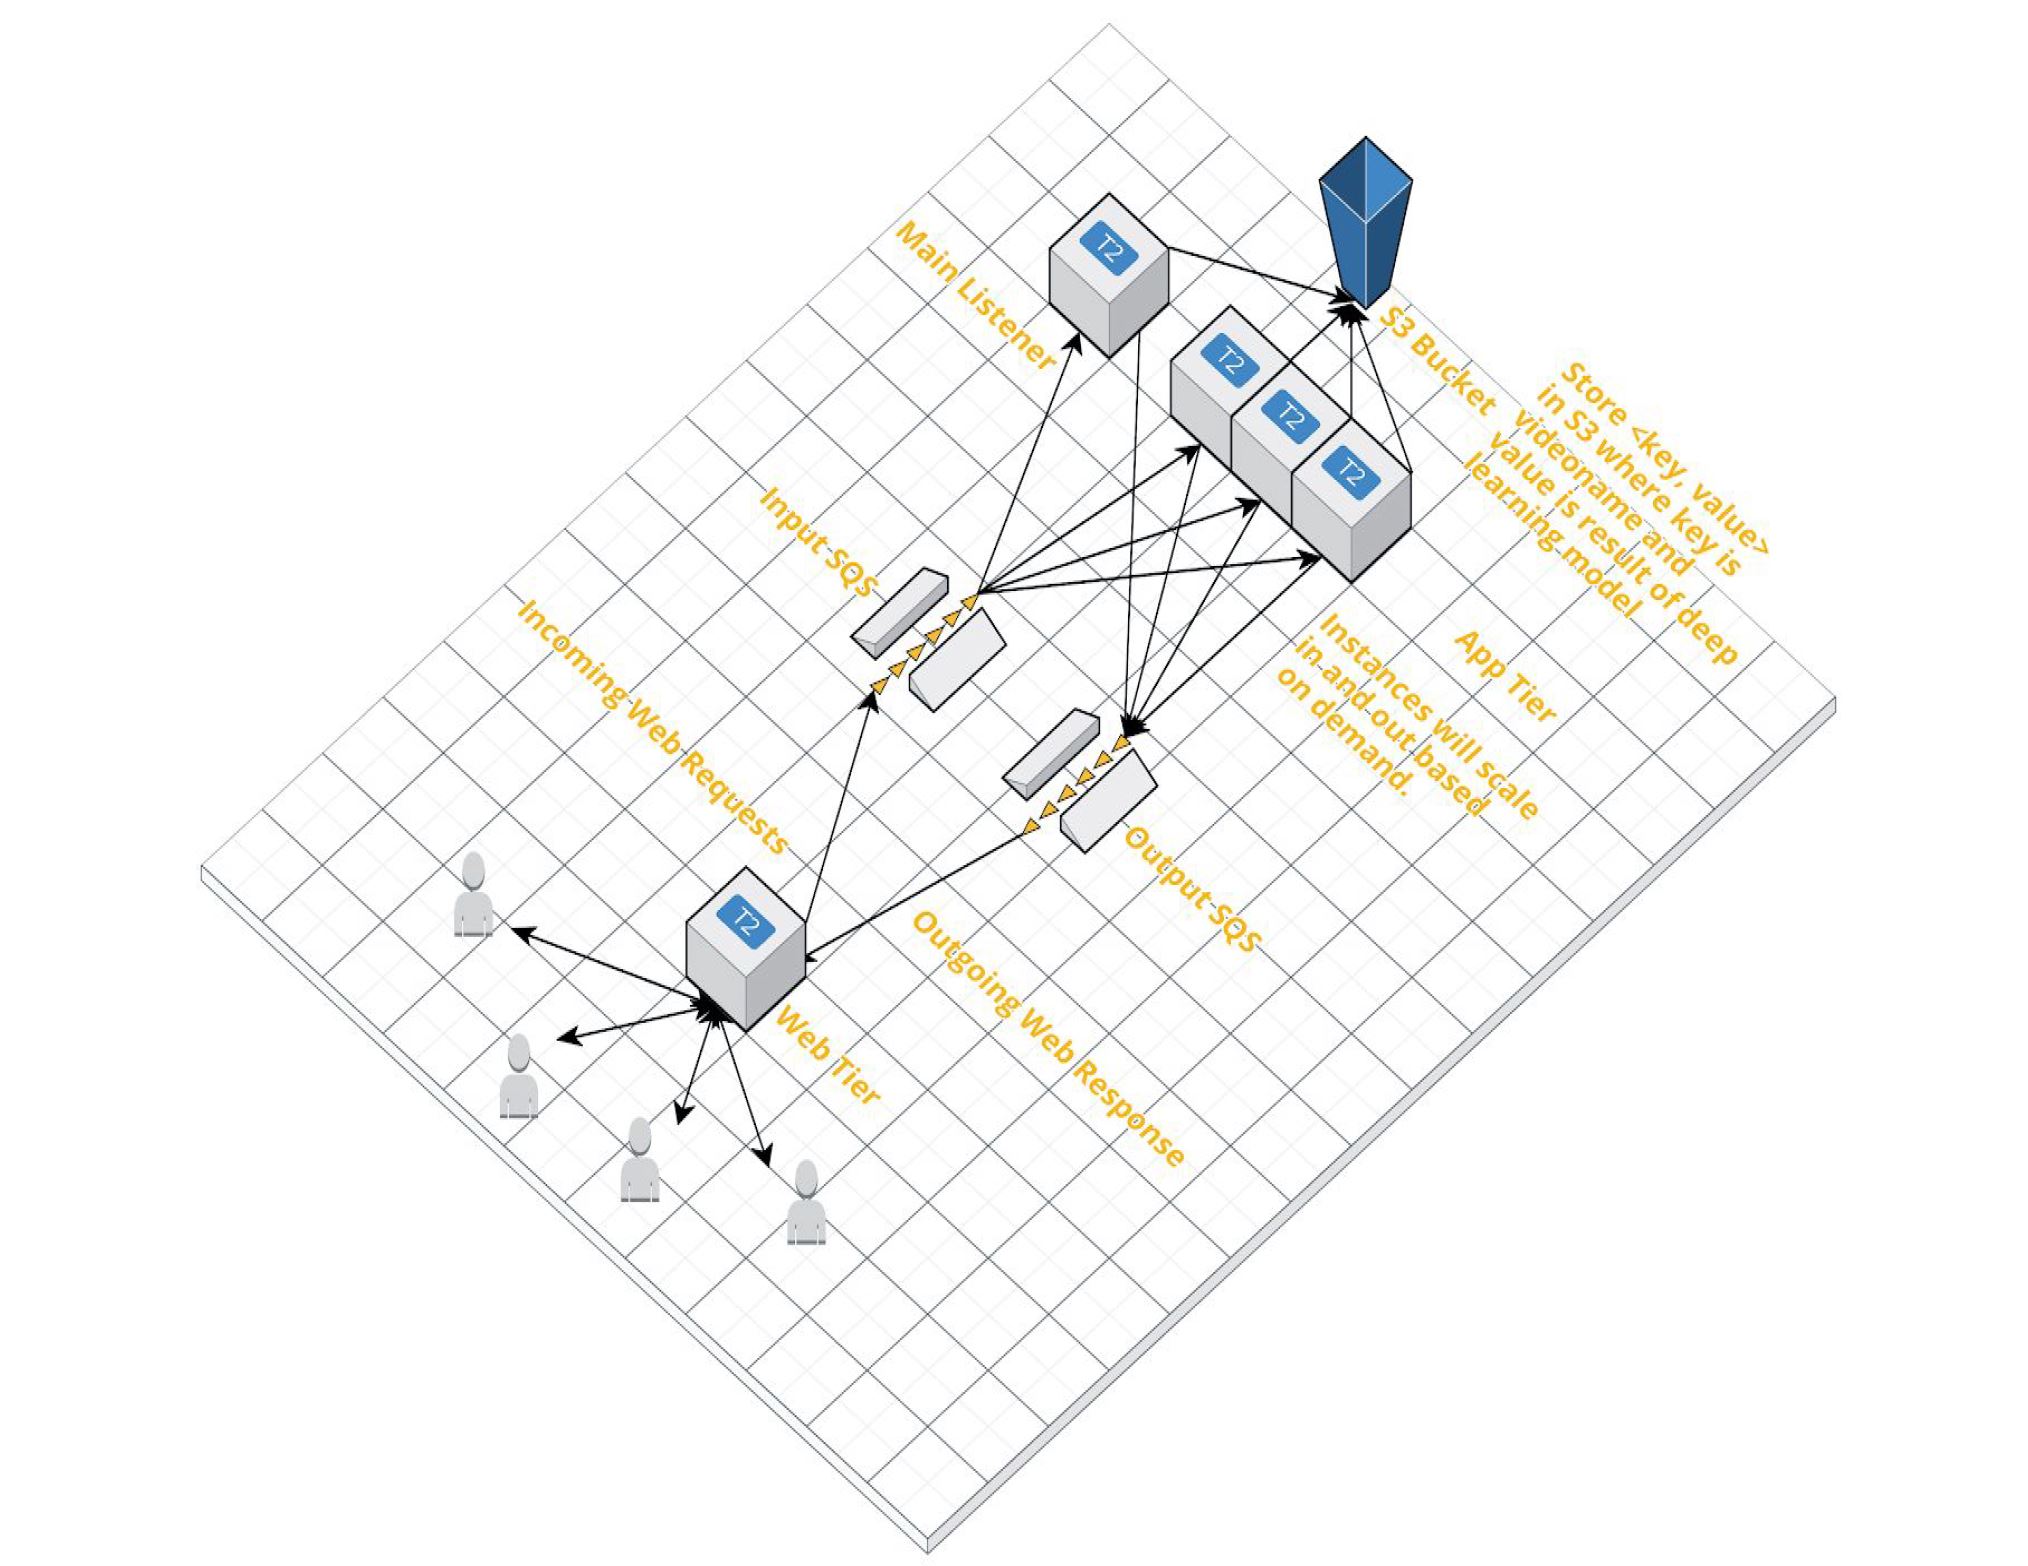 T2
Main Listener
T2
T2
T2
S3 Bucket
Store <key, value>
in S3 where key is
videoname and
value is result of deep
learning model
Input SQS
App Tier
Instances will scale
in and out based
on demand.
Incoming Web Requests
Output SQS
T2
Web Tier
Outgoing Web Response